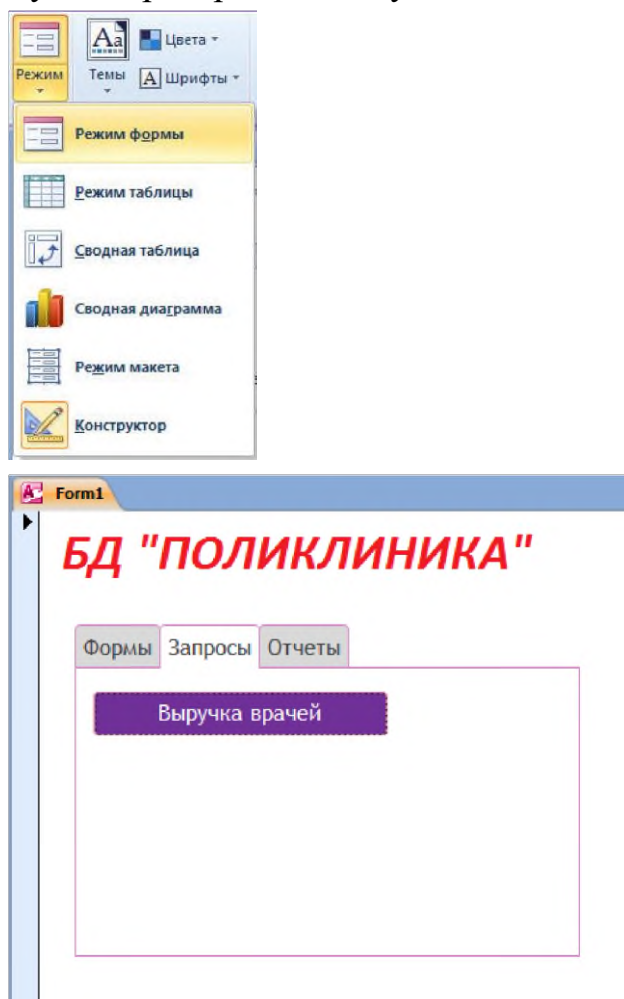 Режим
Темы
Цвета
Шрифты
Режим формы
Режим таблицы
Сводная таблица
Сводная диаграмма
Режим макета
Конструктор
Form1
БД "ПОЛИКЛИНИКА"
Формы Запросы Отчеты
Выручка врачей